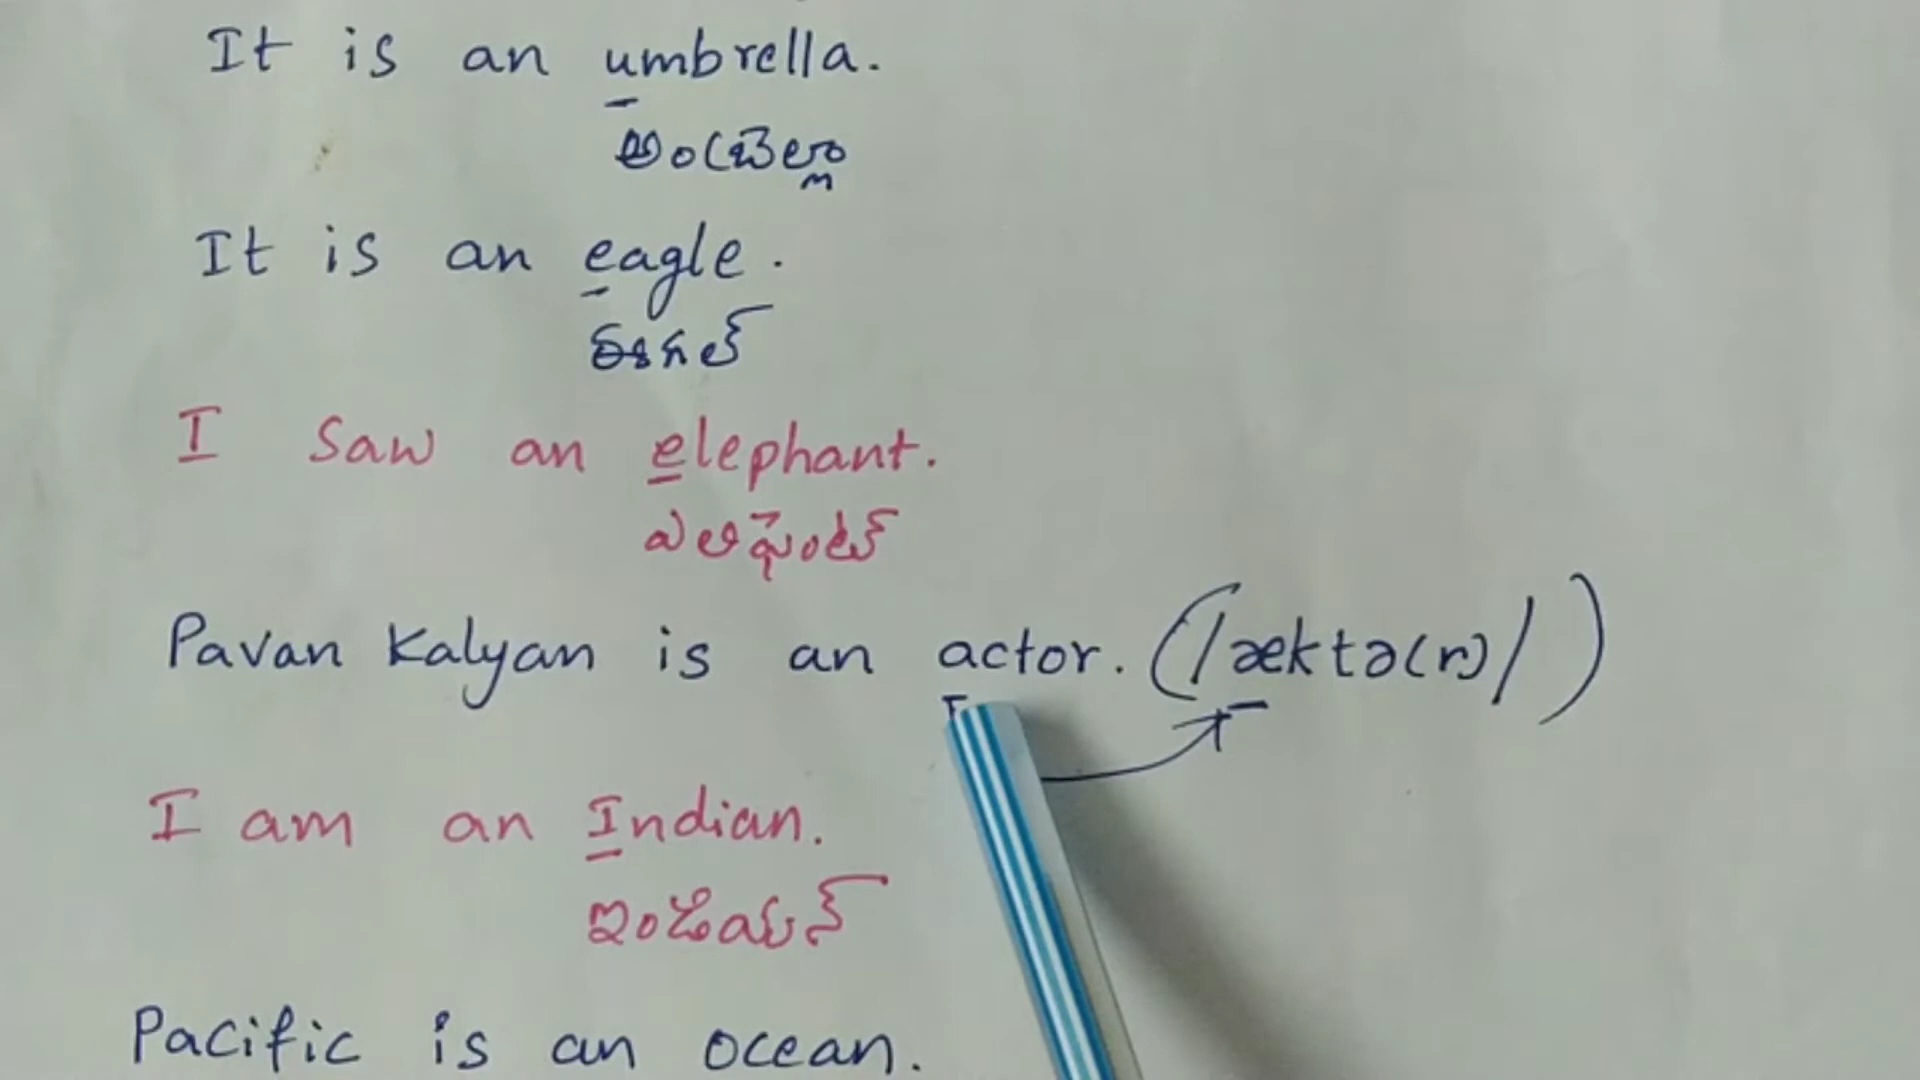 It is an umbrella.
అంబ్రెల్లా
It is an eagle.
ఈగల్
I saw an elephant.
ఎలిఫెంట్
Pavan Kalyan is an actor. (/æktə(r)/)
I am an Indian.
ఇండియన్
Pacific is an ocean.